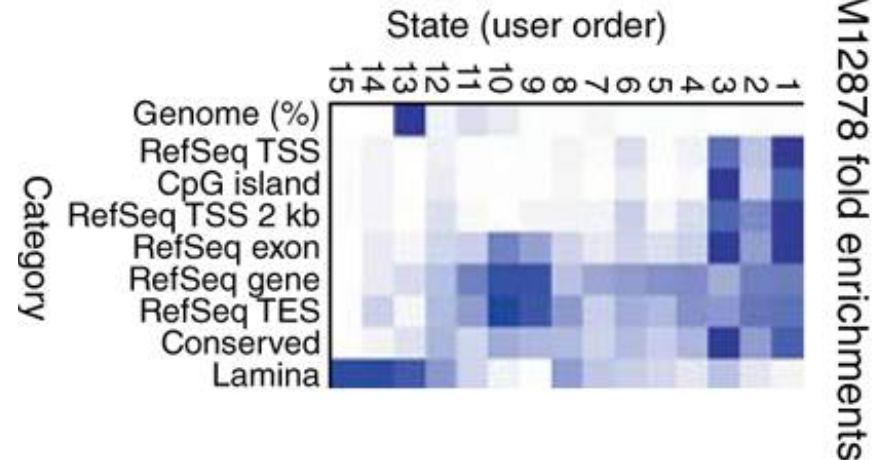 State (user order)
15 14 13 12 11 10 9 8 7 6 5 4 3 2 1
Genome (%)
RefSeq TSS
CpG island
RefSeq TSS 2 kb
RefSeq exon
RefSeq gene
RefSeq TES
Conserved
Lamina
Category
M12878 fold enrichments